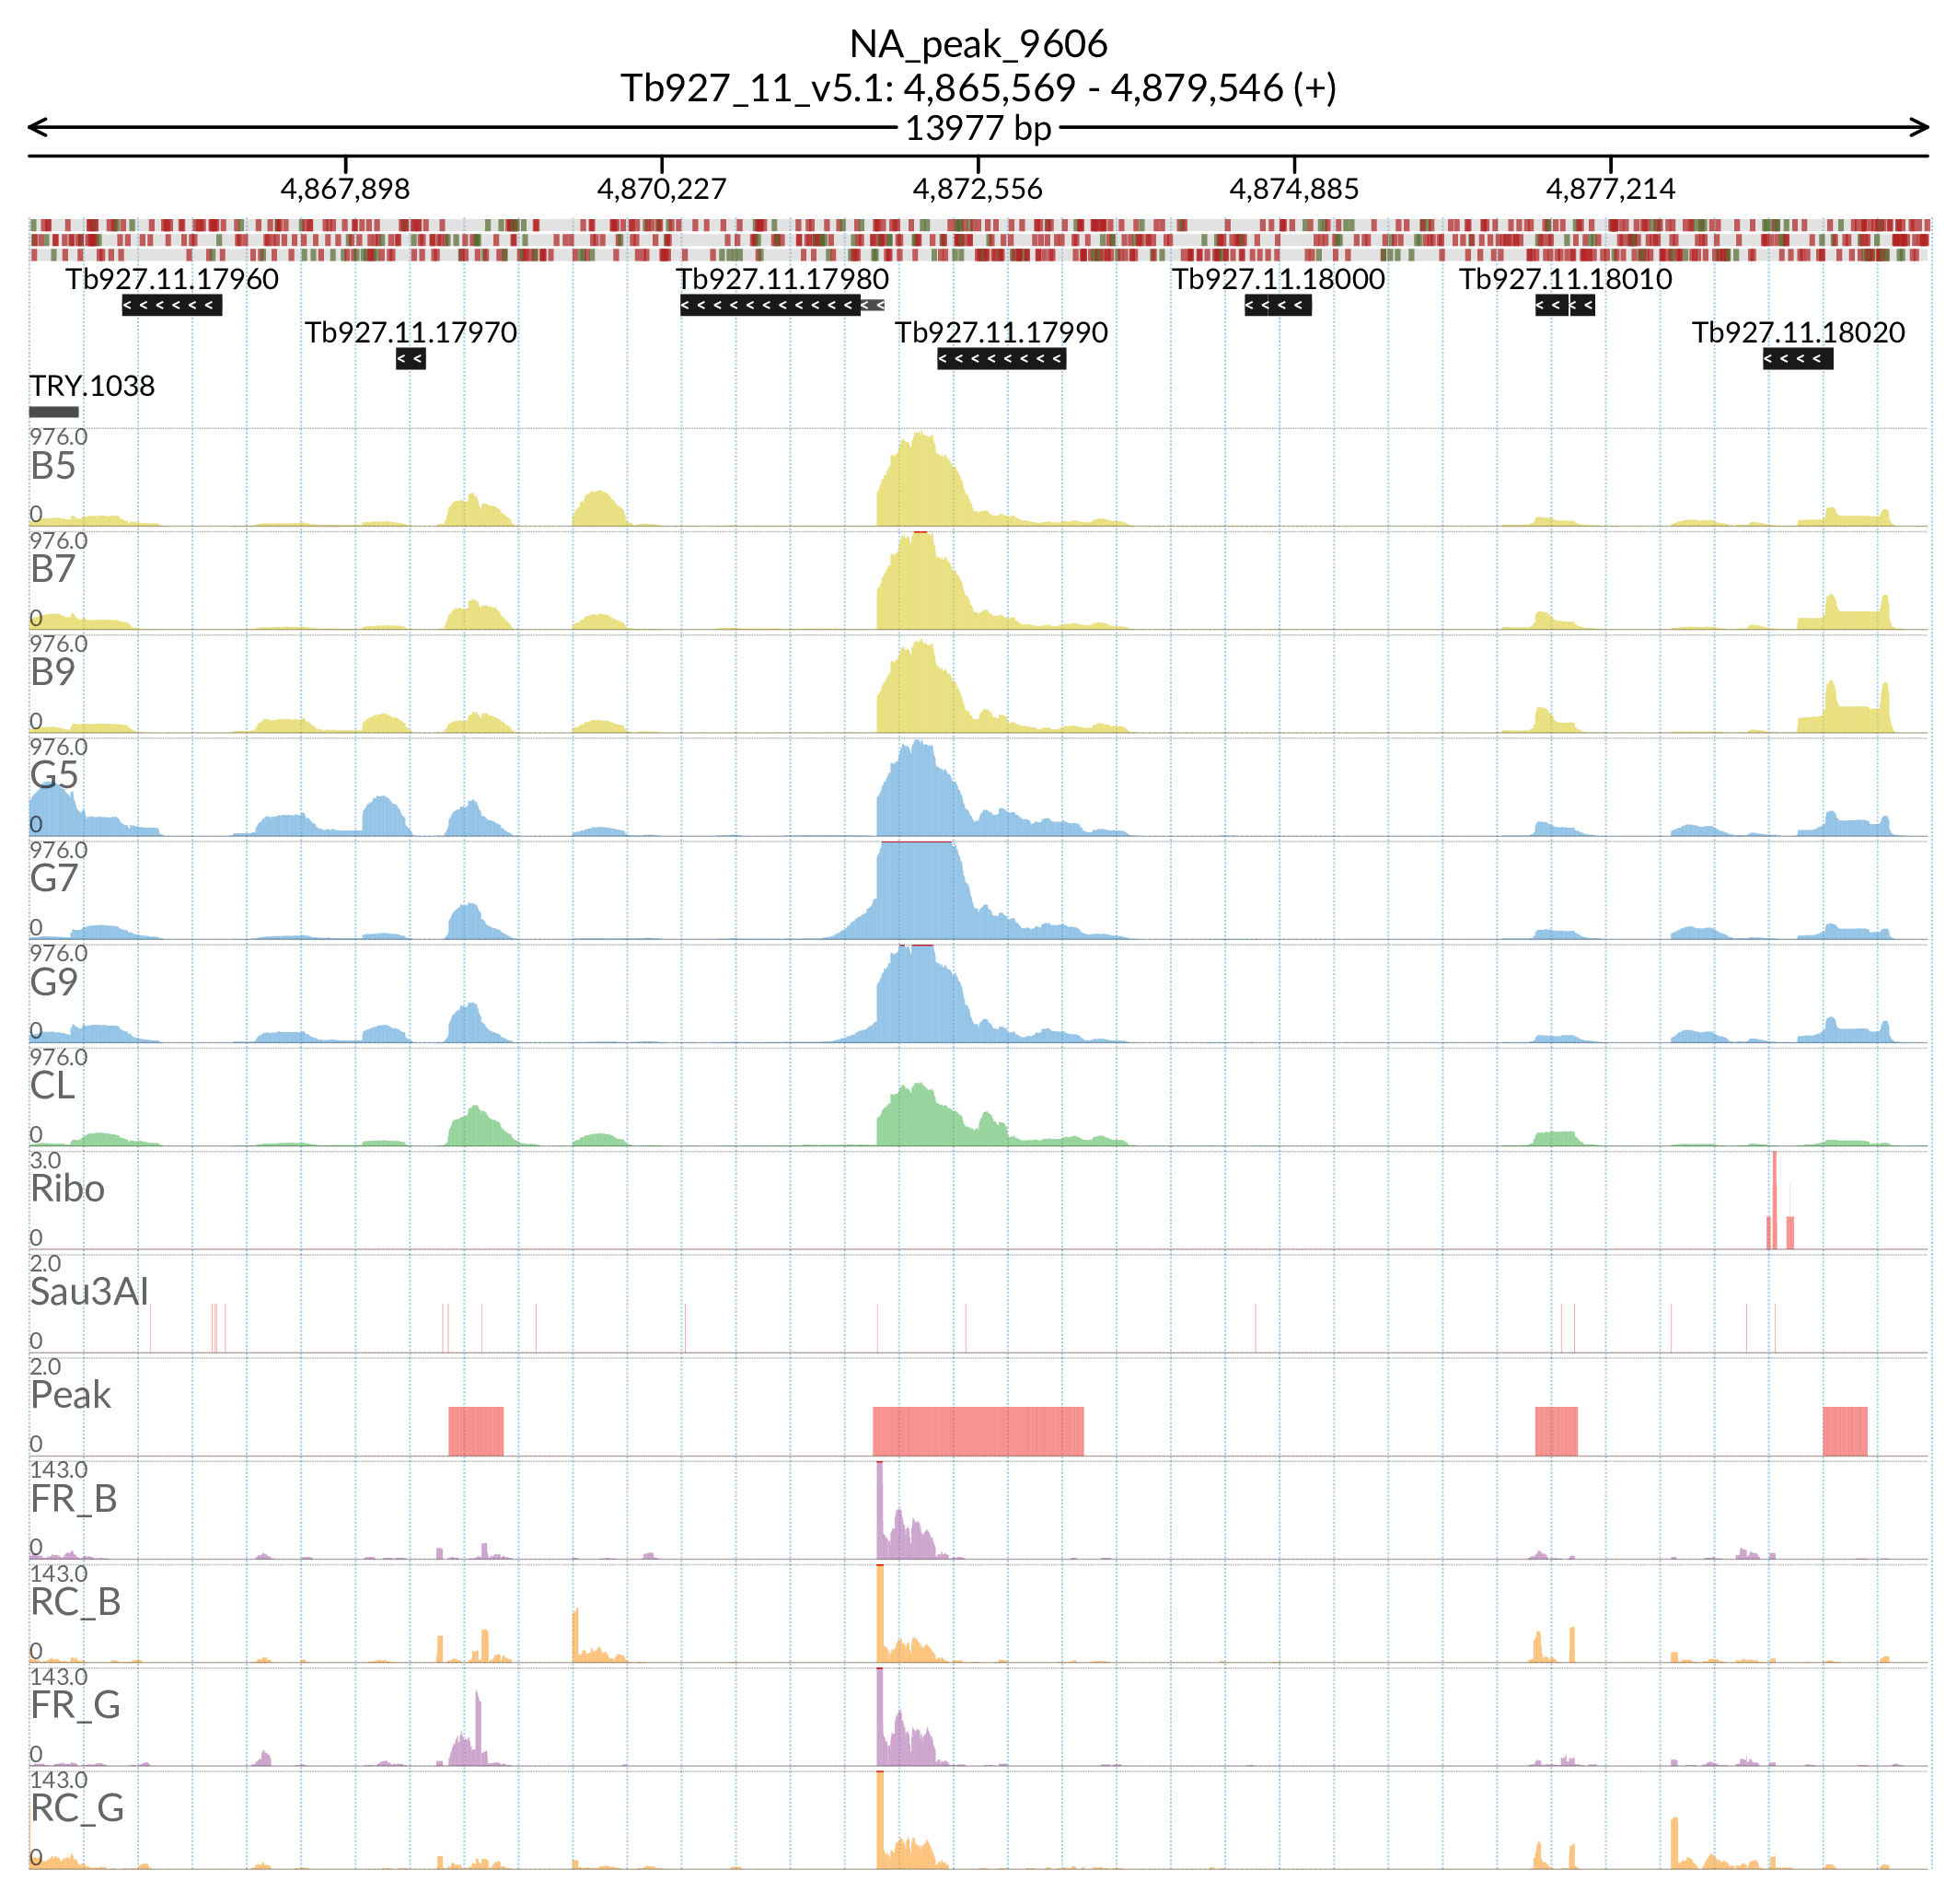 NA_peak_9606
Tb927_11_v5.1: 4,865,569 - 4,879,546 (+)
13977 bp
4,867,898 4,870,227 4,872,556 4,874,885 4,877,214
Tb927.11.17960 Tb927.11.17980 Tb927.11.18000 Tb927.11.18010
Tb927.11.17970 Tb927.11.17990 Tb927.11.18020
TRY.1038
976.0
B5
0
976.0
B7
0
976.0
B9
0
976.0
G5
0
976.0
G7
0
976.0
G9
0
976.0
CL
0
3.0
Ribo
0
2.0
Sau3AI
0
2.0
Peak
0
143.0
FR_B
0
143.0
RC_B
0
143.0
FR_G
0
143.0
RC_G
0